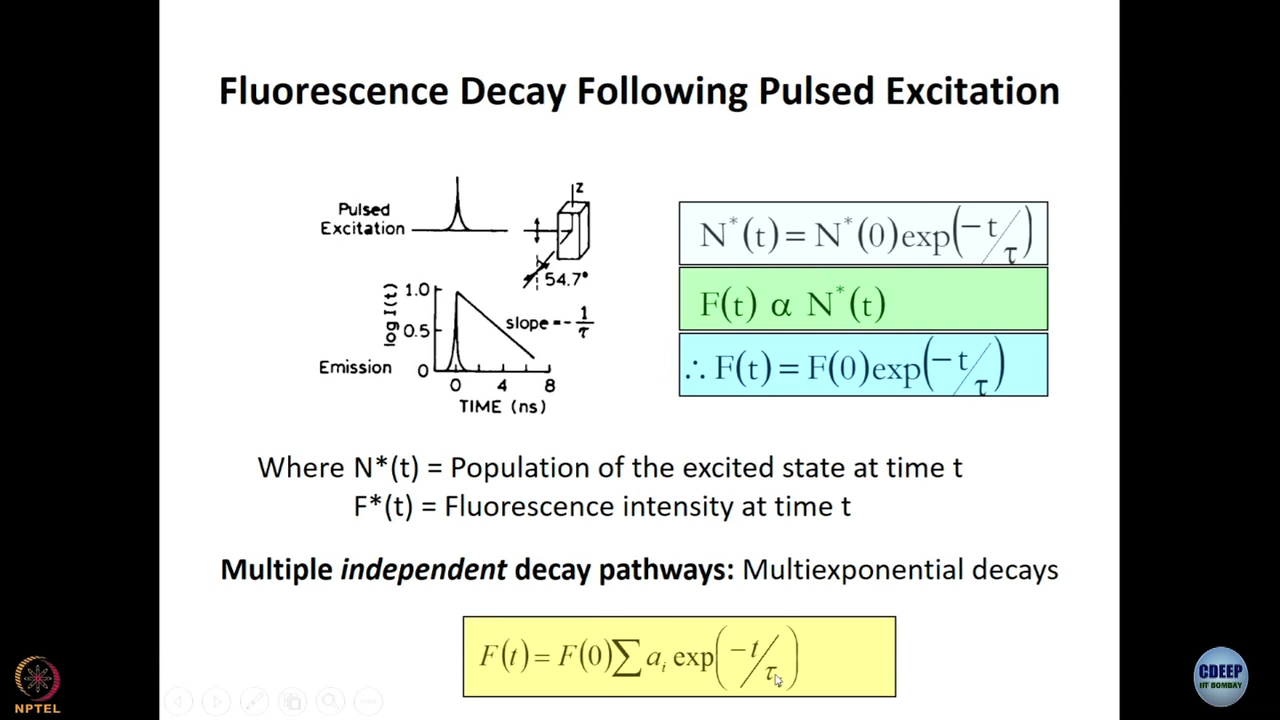 Fluorescence Decay Following Pulsed Excitation
Pulsed
Excitation
z
54.7°
log I(t)
1.0
0.5
0
slope = - 1/τ
Emission
0 4 8
TIME (ns)
N*(t) = N*(0)exp(-t/τ)
F(t) α N*(t)
∴ F(t) = F(0)exp(-t/τ)
Where N*(t) = Population of the excited state at time t
F*(t) = Fluorescence intensity at time t
Multiple independent decay pathways: Multiexponential decays
F(t) = F(0)∑ a_i exp(-t/τ_i)
NPTEL
CDEEP
IIT BOMBAY